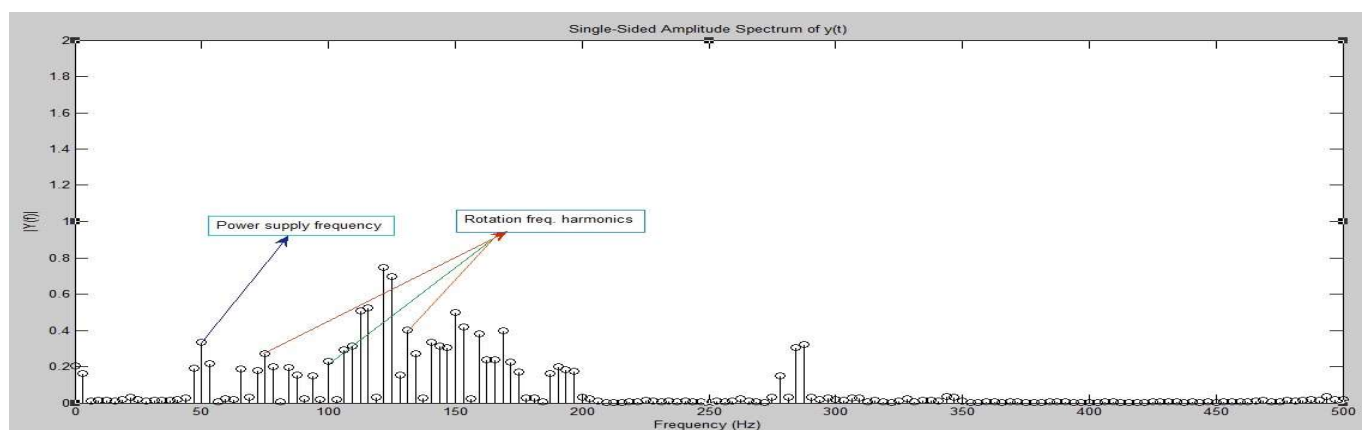 Single-Sided Amplitude Spectrum of y(t)
2
1.8
1.6
1.4
1.2
1
0.8
0.6
0.4
0.2
0
|Y(f)|
Power supply frequency
Rotation freq. harmonics
0 50 100 150 200 250 300 350 400 450 500
Frequency (Hz)